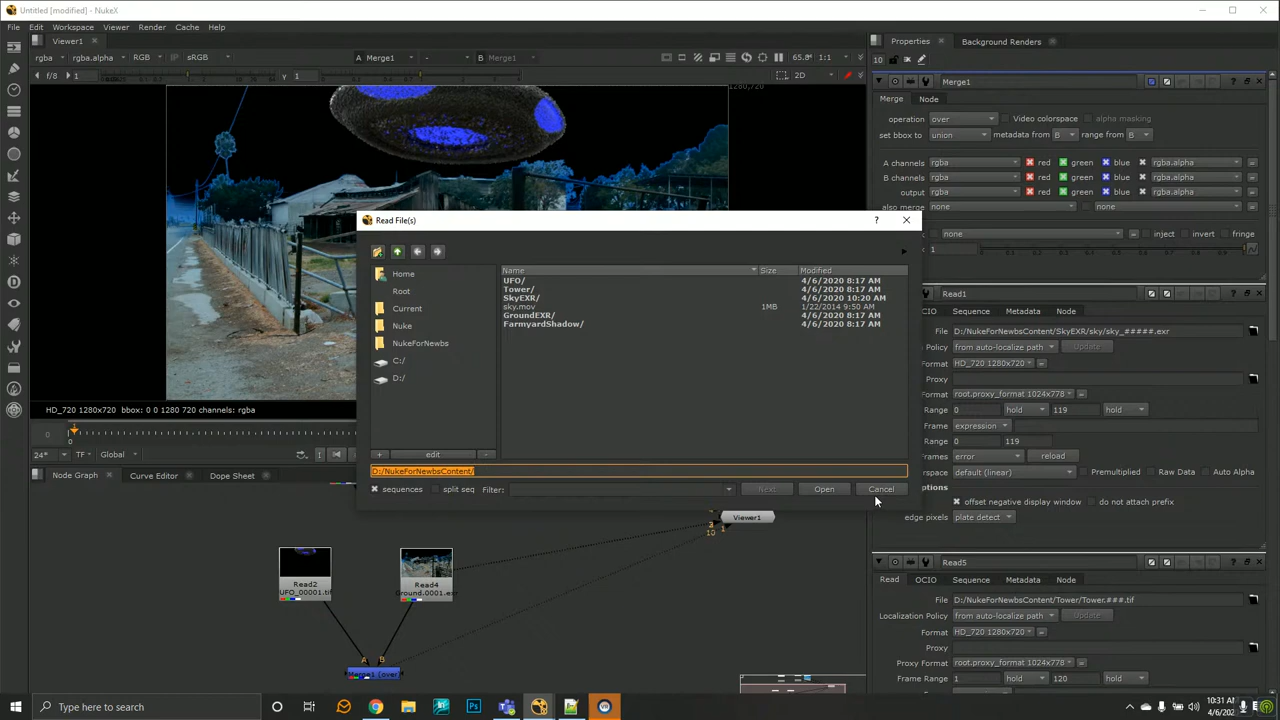 Untitled [modified] - NukeX
File Edit Workspace Viewer Render Cache Help
Viewer1
rgba rgba.alpha RGB IP sRGB A Merge1 - B Merge1 65.8 1:1
f/8 1 Y 1 2D
1280,720
HD_720 1280x720 bbox: 0 0 1280 720 channels: rgba
0
0
24* TF Global
Node Graph Curve Editor Dope Sheet
Read2
UFO_00001.tif
Read4
Ground.0001.exr
A B
Merge1 (over)
Viewer1
10 1
Read File(s)
Home
Root
Current
Nuke
NukeForNewbs
C:/
D:/
Name Size Modified
UFO/ 4/6/2020 8:17 AM
Tower/ 4/6/2020 8:17 AM
SkyEXR/ 4/6/2020 10:20 AM
sky.mov 1MB 1/22/2014 9:50 AM
GroundEXR/ 4/6/2020 8:17 AM
FarmyardShadow/ 4/6/2020 8:17 AM
+ edit -
D:/NukeForNewbsContent/
sequences split seq Filter: Next Open Cancel
Properties Background Renders
10
Merge1
Merge Node
operation over Video colorspace alpha masking
set bbox to union metadata from B range from B
A channels rgba red green blue rgba.alpha
B channels rgba red green blue rgba.alpha
output rgba red green blue rgba.alpha
also merge none none
none inject invert fringe
1
Read1
OCIO Sequence Metadata Node
File D:/NukeForNewbsContent/SkyEXR/sky/sky_#####.exr
Policy from auto-localize path Update
Format HD_720 1280x720
Proxy
Format root.proxy_format 1024x778
Range 0 hold 119 hold
Frame expression
Range 0 119
Frames error reload
space default (linear) Premultiplied Raw Data Auto Alpha
options
offset negative display window do not attach prefix
edge pixels plate detect
Read5
Read OCIO Sequence Metadata Node
File D:/NukeForNewbsContent/Tower/Tower.###.tif
Localization Policy from auto-localize path Update
Format HD_720 1280x720
Proxy
Proxy Format root.proxy_format 1024x778
Frame Range 1 hold 120 hold
Type here to search
10:31 AM